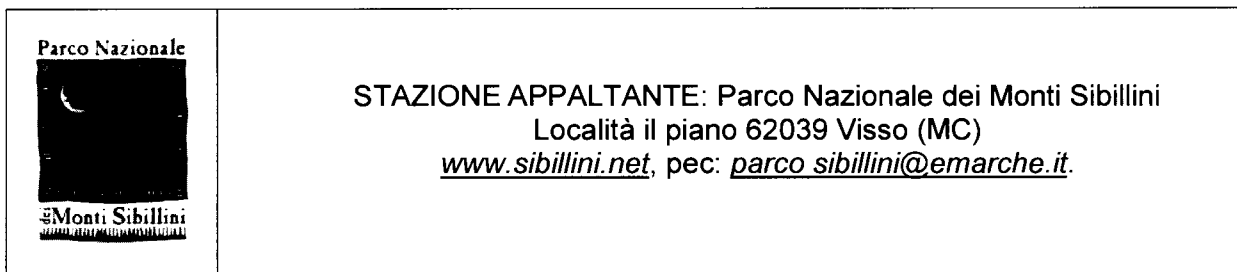 Parco Nazionale
dei Monti Sibillini
STAZIONE APPALTANTE: Parco Nazionale dei Monti Sibillini
Località il piano 62039 Visso (MC)
www.sibillini.net, pec: parco sibillini@emarche.it.